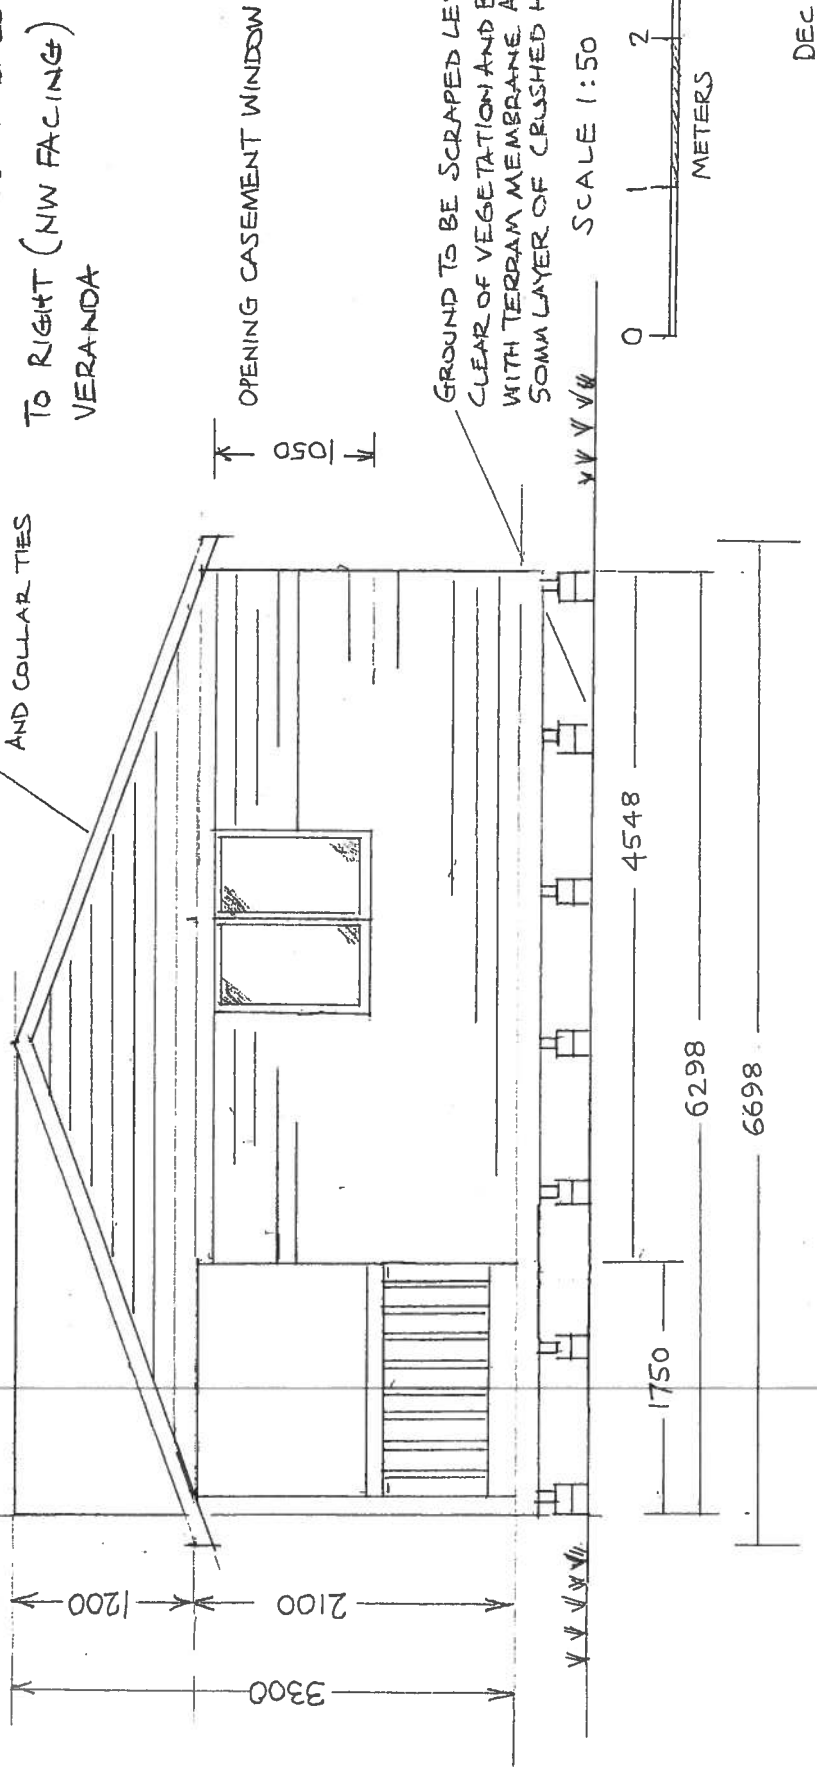 TO RIGHT (NW FACING)
VERANDA
AND COLLAR TIES
OPENING CASEMENT WINDOW
1050
GROUND TO BE SCRAPED
CLEAR OF VEGETATION AND
WITH TERRAM MEMBRANE.
50MM LAYER OF CRUSHED
SCALE 1:50
0 1 2
METERS
DEC
1200
2100
3300
4548
1750
6298
6698